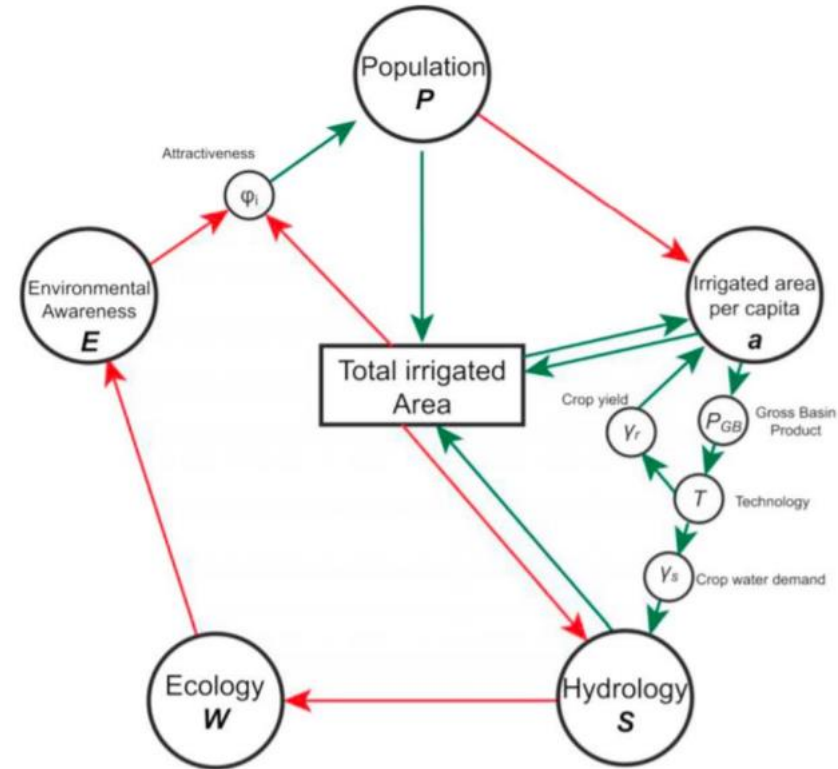 Population
P
Attractiveness
φi
Environmental
Awareness
E
Irrigated area
per capita
a
Total irrigated
Area
Crop yield
γr
PGB
Gross Basin
Product
T
Technology
γs
Crop water demand
Ecology
W
Hydrology
S